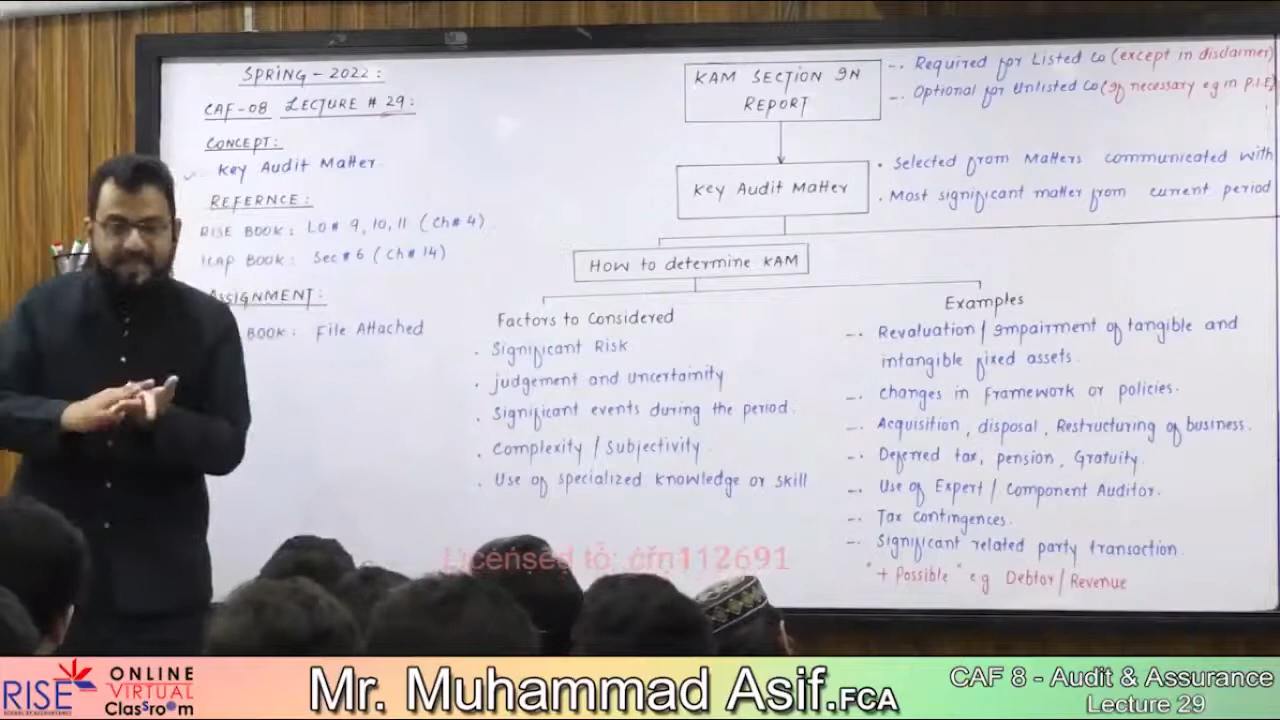 SPRING-2022:
CAF-08 LECTURE # 29:
CONCEPT:
Key Audit Matter
REFERNCE:
RISE BOOK: LO# 9, 10, 11 (Ch# 4)
ICAP BOOK: Sec# 6 (Ch# 14)
ASSIGNMENT:
BOOK: File Attached
KAM SECTION IN
REPORT
-. Required for Listed Co (except in disclaimer)
-. Optional for Unlisted Co (If necessary eg in P.I.E)
Key Audit Matter
. Selected from Matters communicated with
. Most significant matter from current period
How to determine KAM
Factors to Considered
. Significant Risk
. judgement and uncertainity
. Significant events during the period.
. Complexity / Subjectivity
. Use of specialized knowledge or skill
Examples
-. Revaluation / Impairment of tangible and
intangible fixed assets.
-. Changes in Framework or policies.
-. Acquisition, disposal, Restructuring of business.
-. Deferred tax, pension, Gratuity.
-. Use of Expert / Component Auditor.
-. Tax contingences.
-. Significant related party transaction.
"+ Possible" eg Debtor / Revenue
Licensed to: cfn112691
RISE
ONLINE
VIRTUAL
Classroom
Mr. Muhammad Asif.FCA
CAF 8 - Audit & Assurance
Lecture 29